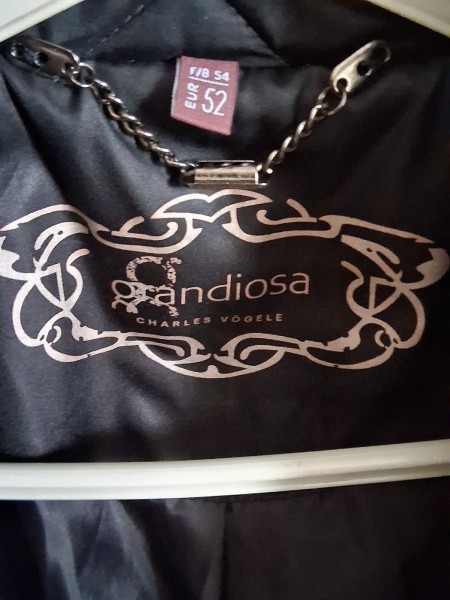 F/B 54
EUR 52
grandiosa
CHARLES VÖGELE